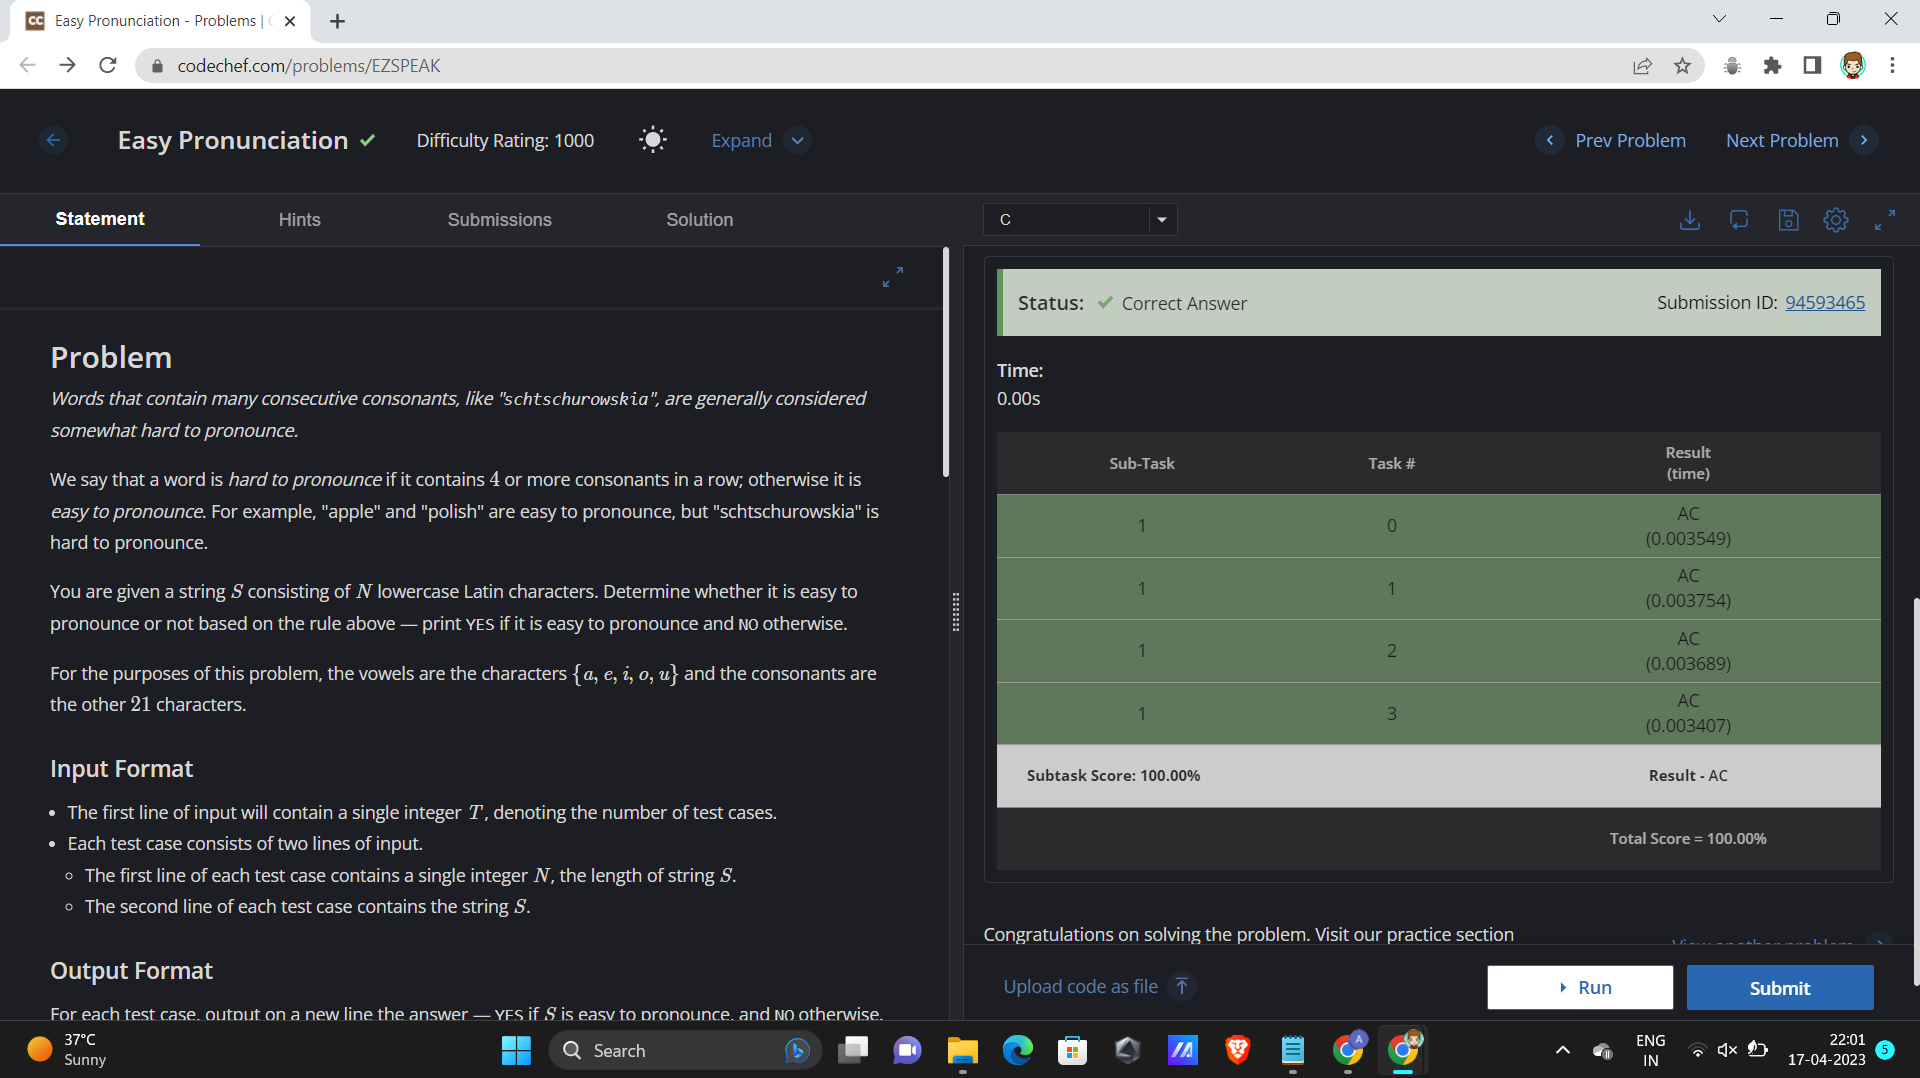 CC Easy Pronunciation - Problems |
codechef.com/problems/EZSPEAK
Easy Pronunciation
Difficulty Rating: 1000
Expand
Prev Problem
Next Problem
Statement
Hints
Submissions
Solution
Problem
Words that contain many consecutive consonants, like "schtschurowskia", are generally considered
somewhat hard to pronounce.
We say that a word is hard to pronounce if it contains 4 or more consonants in a row; otherwise it is
easy to pronounce. For example, "apple" and "polish" are easy to pronounce, but "schtschurowskia" is
hard to pronounce.
You are given a string S consisting of N lowercase Latin characters. Determine whether it is easy to
pronounce or not based on the rule above — print YES if it is easy to pronounce and NO otherwise.
For the purposes of this problem, the vowels are the characters {a, e, i, o, u} and the consonants are
the other 21 characters.
Input Format
• The first line of input will contain a single integer T, denoting the number of test cases.
• Each test case consists of two lines of input.
◦ The first line of each test case contains a single integer N, the length of string S.
◦ The second line of each test case contains the string S.
Output Format
For each test case, output on a new line the answer — YES if S is easy to pronounce, and NO otherwise.
C
Status: Correct Answer
Submission ID: 94593465
Time:
0.00s
Sub-Task Task # Result
(time)
1 0 AC
(0.003549)
1 1 AC
(0.003754)
1 2 AC
(0.003689)
1 3 AC
(0.003407)
Subtask Score: 100.00% Result - AC
Total Score = 100.00%
Congratulations on solving the problem. Visit our practice section
View another problem
Upload code as file
Run
Submit
37°C
Sunny
Search
A
ENG
IN
22:01
17-04-2023
5